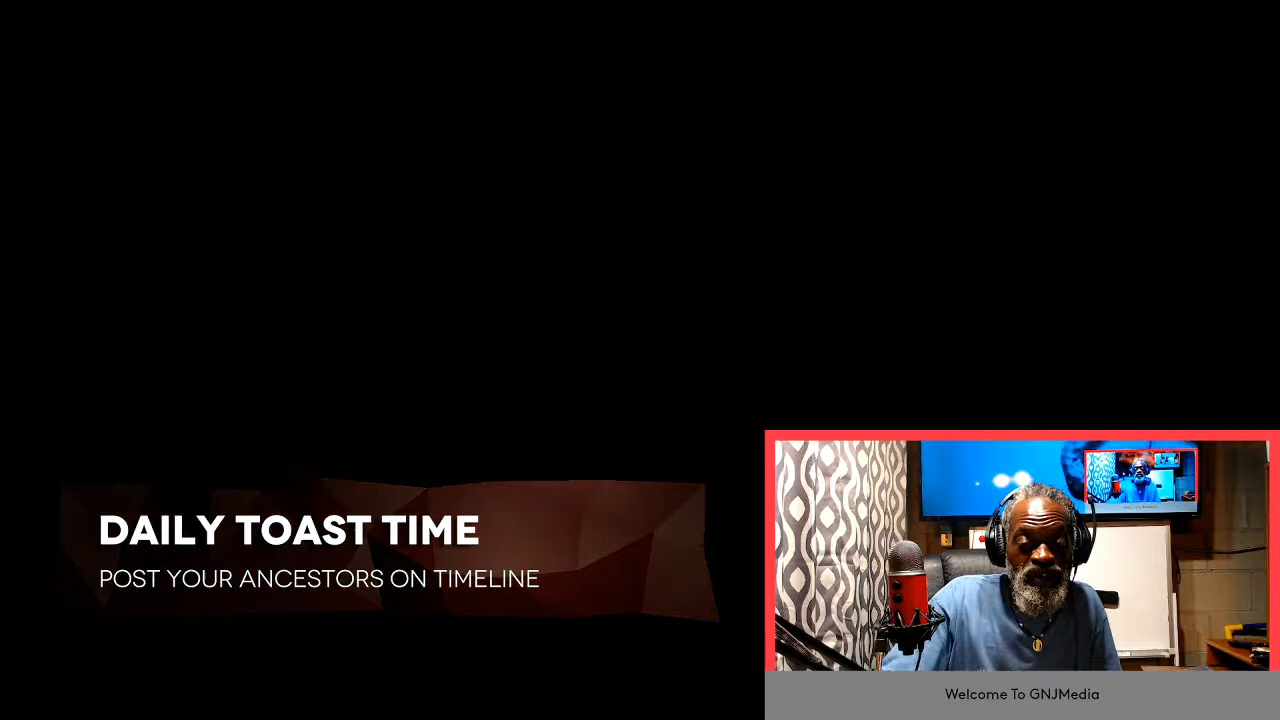 DAILY TOAST TIME
POST YOUR ANCESTORS ON TIMELINE
Welcome To GNJMedia